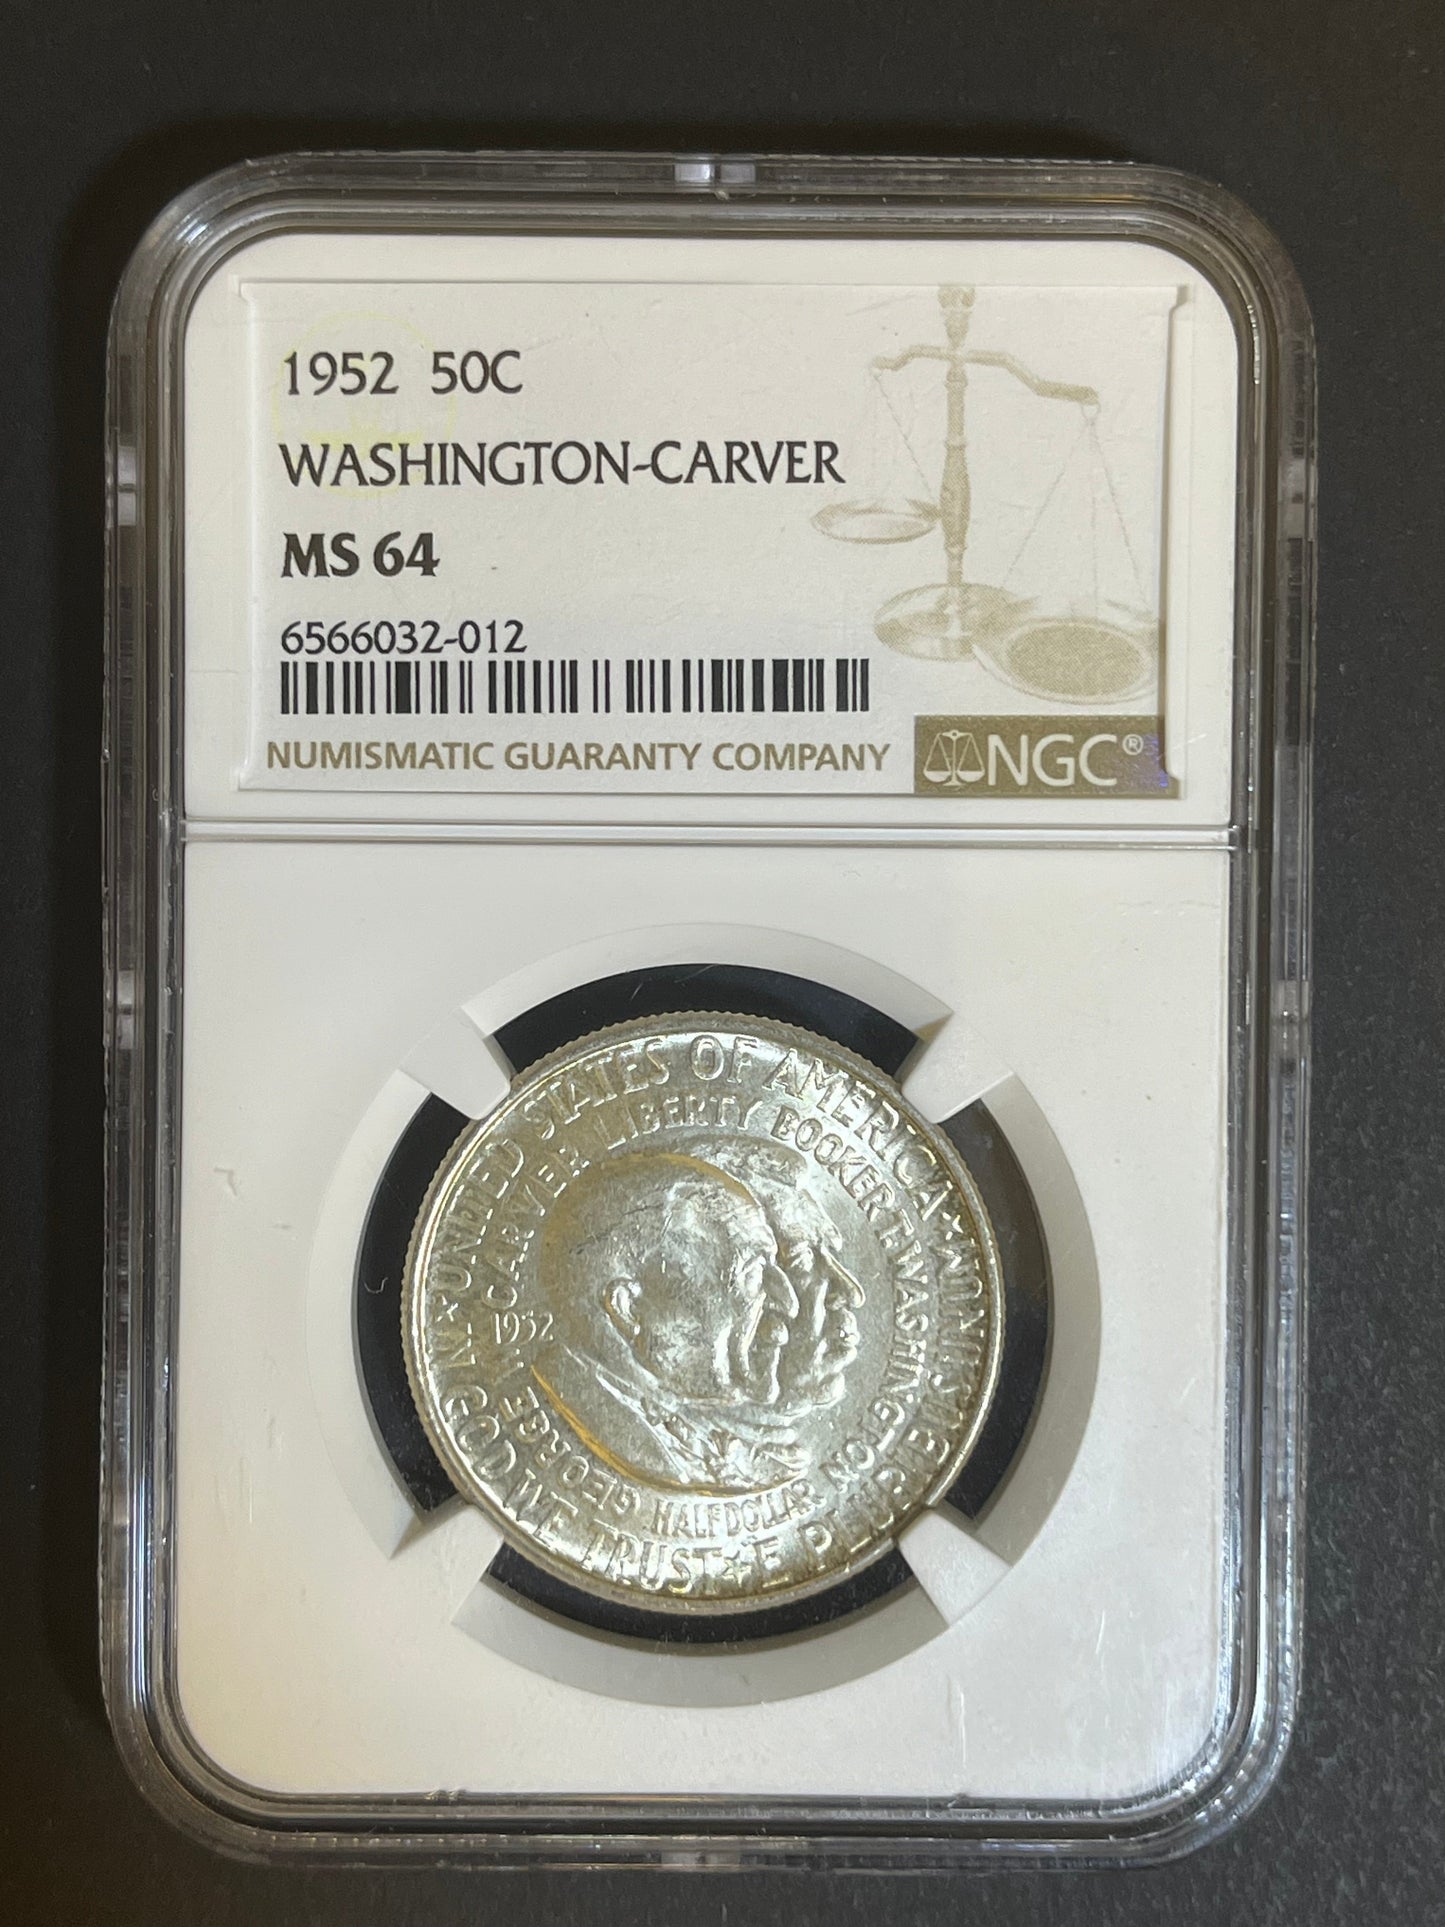 1952 50C
WASHINGTON-CARVER
MS 64
6566032-012
NUMISMATIC GUARANTY COMPANY
NGC®
UNITED STATES OF AMERICA
IN GOD WE TRUST ★ E PLURIBUS UNUM
GEORGE W. CARVER LIBERTY BOOKER T. WASHINGTON
1952
HALF DOLLAR